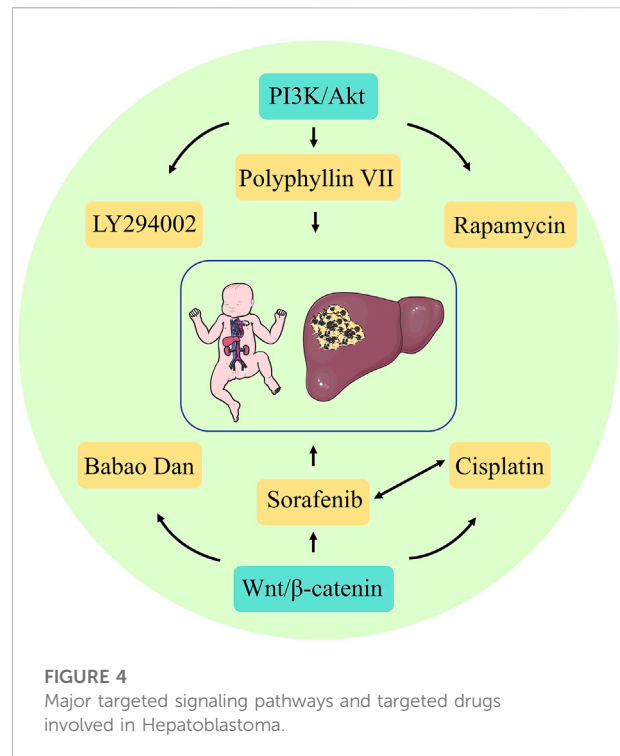 PI3K/Akt
Polyphyllin VII
LY294002
Rapamycin
Babao Dan
Cisplatin
Sorafenib
Wnt/β-catenin
FIGURE 4
Major targeted signaling pathways and targeted drugs
involved in Hepatoblastoma.